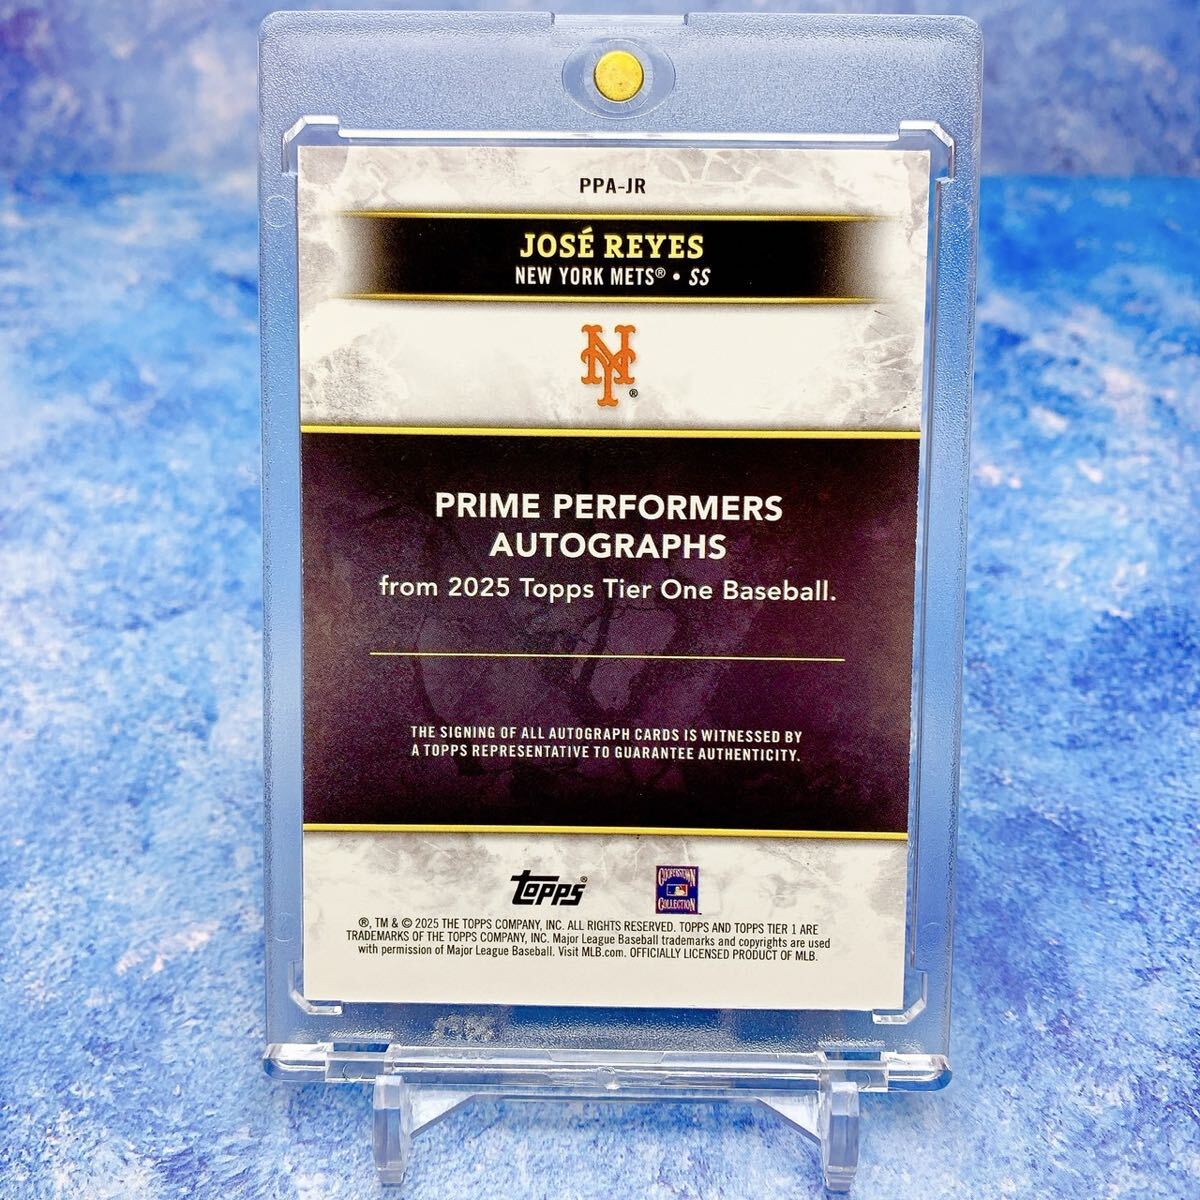 PPA-JR
JOSÉ REYES
NEW YORK METS® • SS
NY
®
PRIME PERFORMERS
AUTOGRAPHS
from 2025 Topps Tier One Baseball.
THE SIGNING OF ALL AUTOGRAPH CARDS IS WITNESSED BY
A TOPPS REPRESENTATIVE TO GUARANTEE AUTHENTICITY.
topps®
COOPERSTOWN
COLLECTION
®, TM & © 2025 THE TOPPS COMPANY, INC. ALL RIGHTS RESERVED. TOPPS AND TOPPS TIER 1 ARE
TRADEMARKS OF THE TOPPS COMPANY, INC. Major League Baseball trademarks and copyrights are used
with permission of Major League Baseball. Visit MLB.com. OFFICIALLY LICENSED PRODUCT OF MLB.